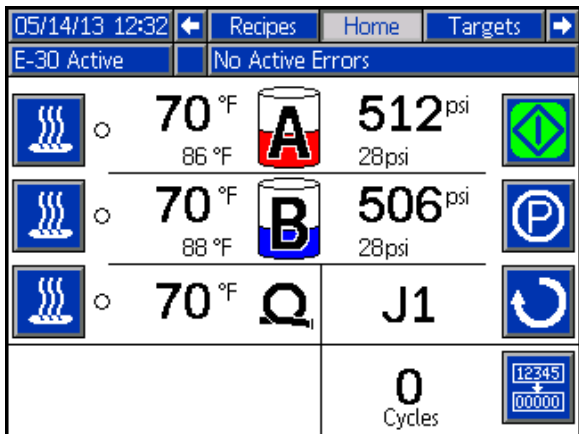 05/14/13 12:32 Recipes Home Targets
E-30 Active No Active Errors
70 °F A 512 psi
86 °F 28psi
70 °F B 506 psi P
88 °F 28psi
70 °F J1
0 12345
Cycles 00000